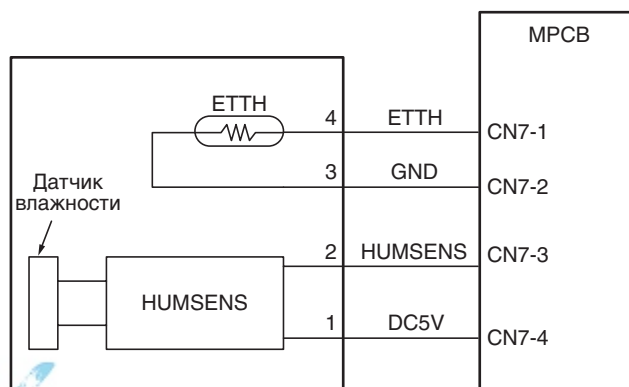 MPCB
ETTH
4 ETTH CN7-1
3 GND CN7-2
Датчик
влажности
2 HUMSENS CN7-3
HUMSENS
1 DC5V CN7-4